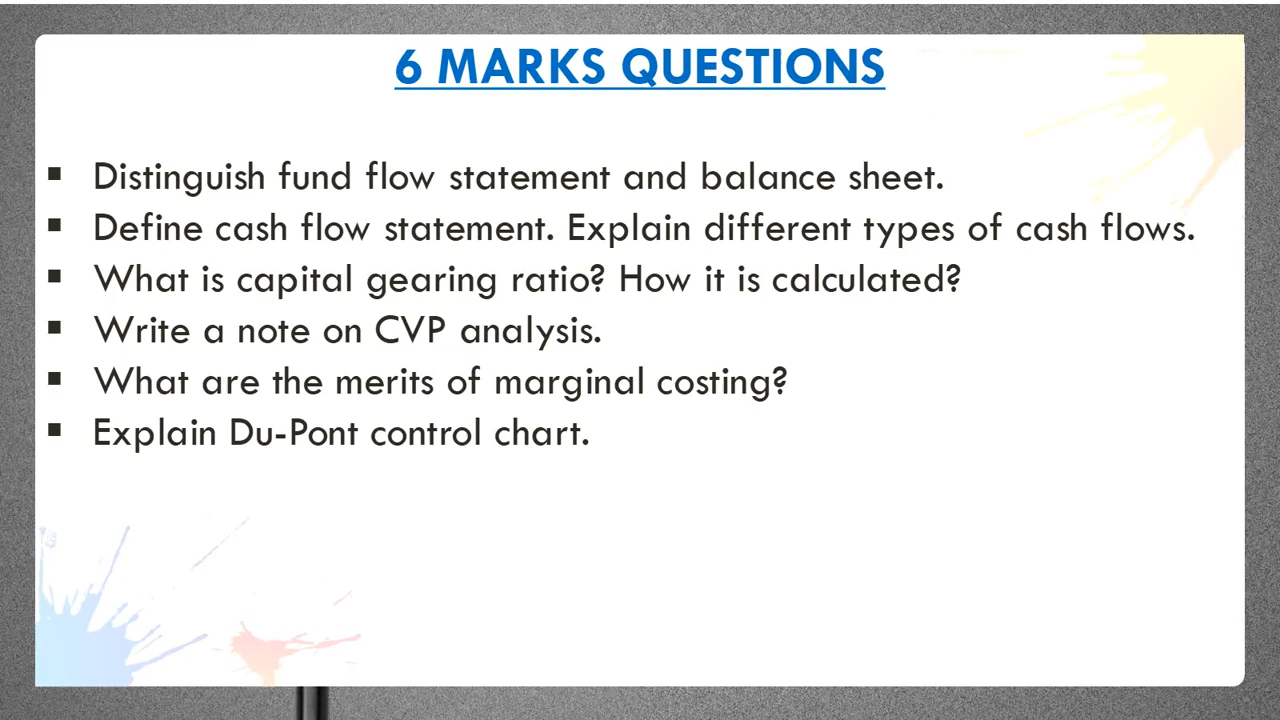 6 MARKS QUESTIONS
▪ Distinguish fund flow statement and balance sheet.
▪ Define cash flow statement. Explain different types of cash flows.
▪ What is capital gearing ratio? How it is calculated?
▪ Write a note on CVP analysis.
▪ What are the merits of marginal costing?
▪ Explain Du-Pont control chart.